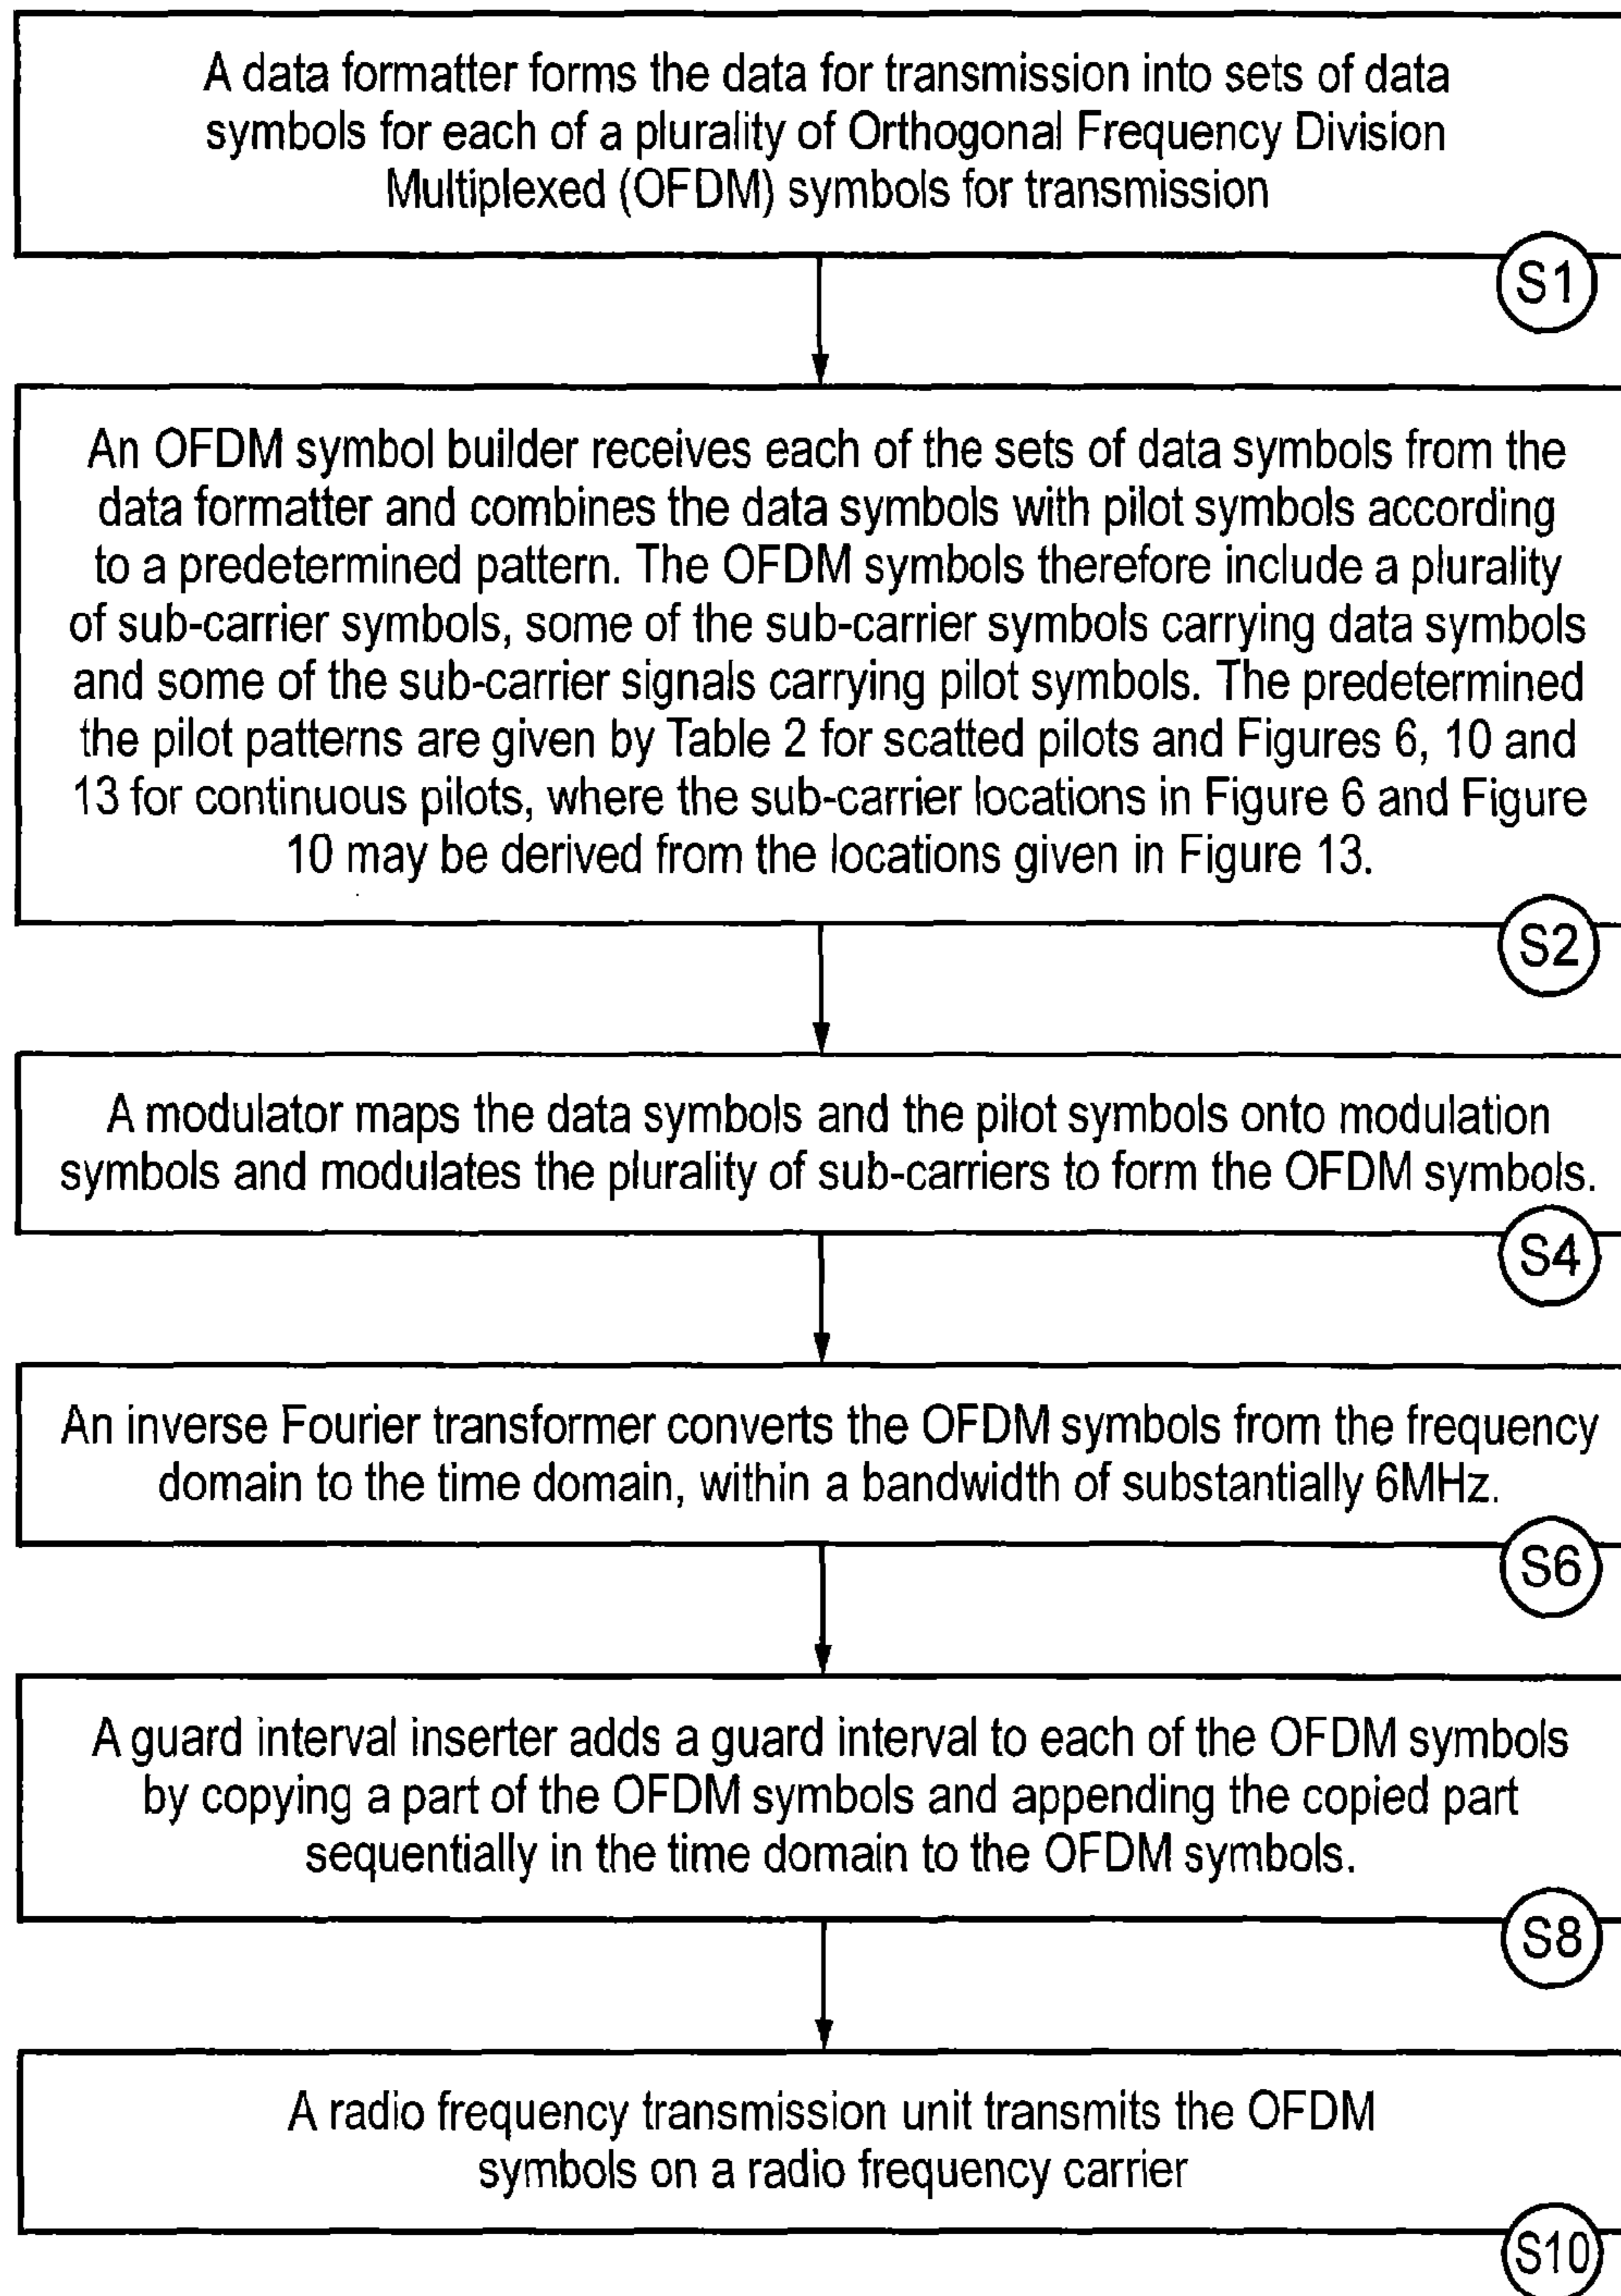 A data formatter forms the data for transmission into sets of data
symbols for each of a plurality of Orthogonal Frequency Division
Multiplexed (OFDM) symbols for transmission
S1
An OFDM symbol builder receives each of the sets of data symbols from the
data formatter and combines the data symbols with pilot symbols according
to a predetermined pattern. The OFDM symbols therefore include a plurality
of sub-carrier symbols, some of the sub-carrier symbols carrying data symbols
and some of the sub-carrier signals carrying pilot symbols. The predetermined
the pilot patterns are given by Table 2 for scatted pilots and Figures 6, 10 and
13 for continuous pilots, where the sub-carrier locations in Figure 6 and Figure
10 may be derived from the locations given in Figure 13.
S2
A modulator maps the data symbols and the pilot symbols onto modulation
symbols and modulates the plurality of sub-carriers to form the OFDM symbols.
S4
An inverse Fourier transformer converts the OFDM symbols from the frequency
domain to the time domain, within a bandwidth of substantially 6MHz.
S6
A guard interval inserter adds a guard interval to each of the OFDM symbols
by copying a part of the OFDM symbols and appending the copied part
sequentially in the time domain to the OFDM symbols.
S8
A radio frequency transmission unit transmits the OFDM
symbols on a radio frequency carrier
S10